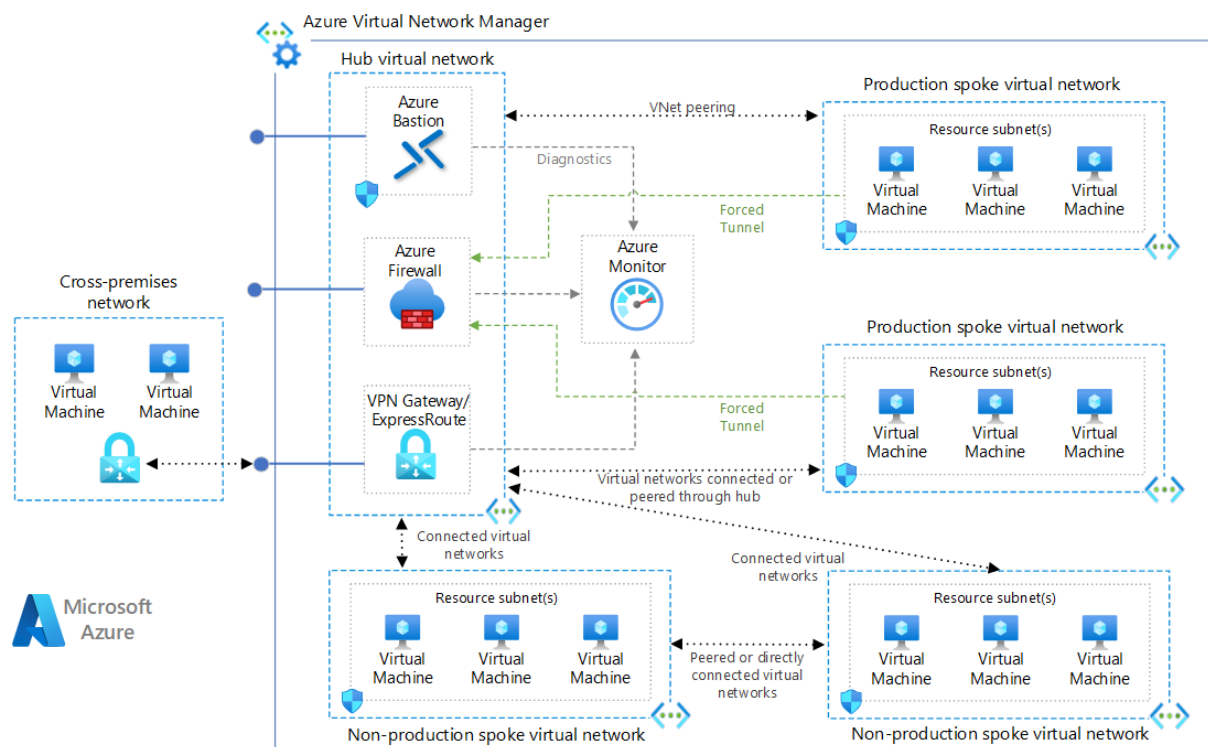 Azure Virtual Network Manager
Hub virtual network
Azure
Bastion
Diagnostics
VNet peering
Production spoke virtual network
Resource subnet(s)
Virtual
Machine
Virtual
Machine
Virtual
Machine
Forced
Tunnel
Azure
Firewall
Azure
Monitor
Cross-premises
network
Virtual
Machine
Virtual
Machine
Production spoke virtual network
Resource subnet(s)
Virtual
Machine
Virtual
Machine
Virtual
Machine
Forced
Tunnel
VPN Gateway/
ExpressRoute
Virtual networks connected or
peered through hub
Connected virtual
networks
Connected virtual
networks
Microsoft
Azure
Resource subnet(s)
Virtual
Machine
Virtual
Machine
Virtual
Machine
Non-production spoke virtual network
Peered or directly
connected virtual
networks
Resource subnet(s)
Virtual
Machine
Virtual
Machine
Virtual
Machine
Non-production spoke virtual network